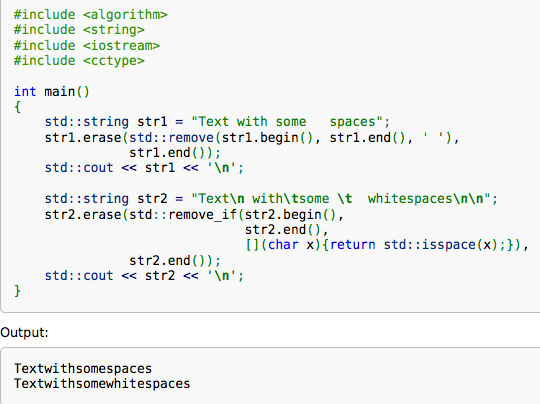 #include <algorithm>
#include <string>
#include <iostream>
#include <cctype>

int main()
{
    std::string str1 = "Text with some   spaces";
    str1.erase(std::remove(str1.begin(), str1.end(), ' '),
               str1.end());
    std::cout << str1 << '\n';

    std::string str2 = "Text\n with\tsome \t  whitespaces\n\n";
    str2.erase(std::remove_if(str2.begin(),
                              str2.end(),
                              [](char x){return std::isspace(x);}),
               str2.end());
    std::cout << str2 << '\n';
}
Output:
Textwithsomespaces
Textwithsomewhitespaces